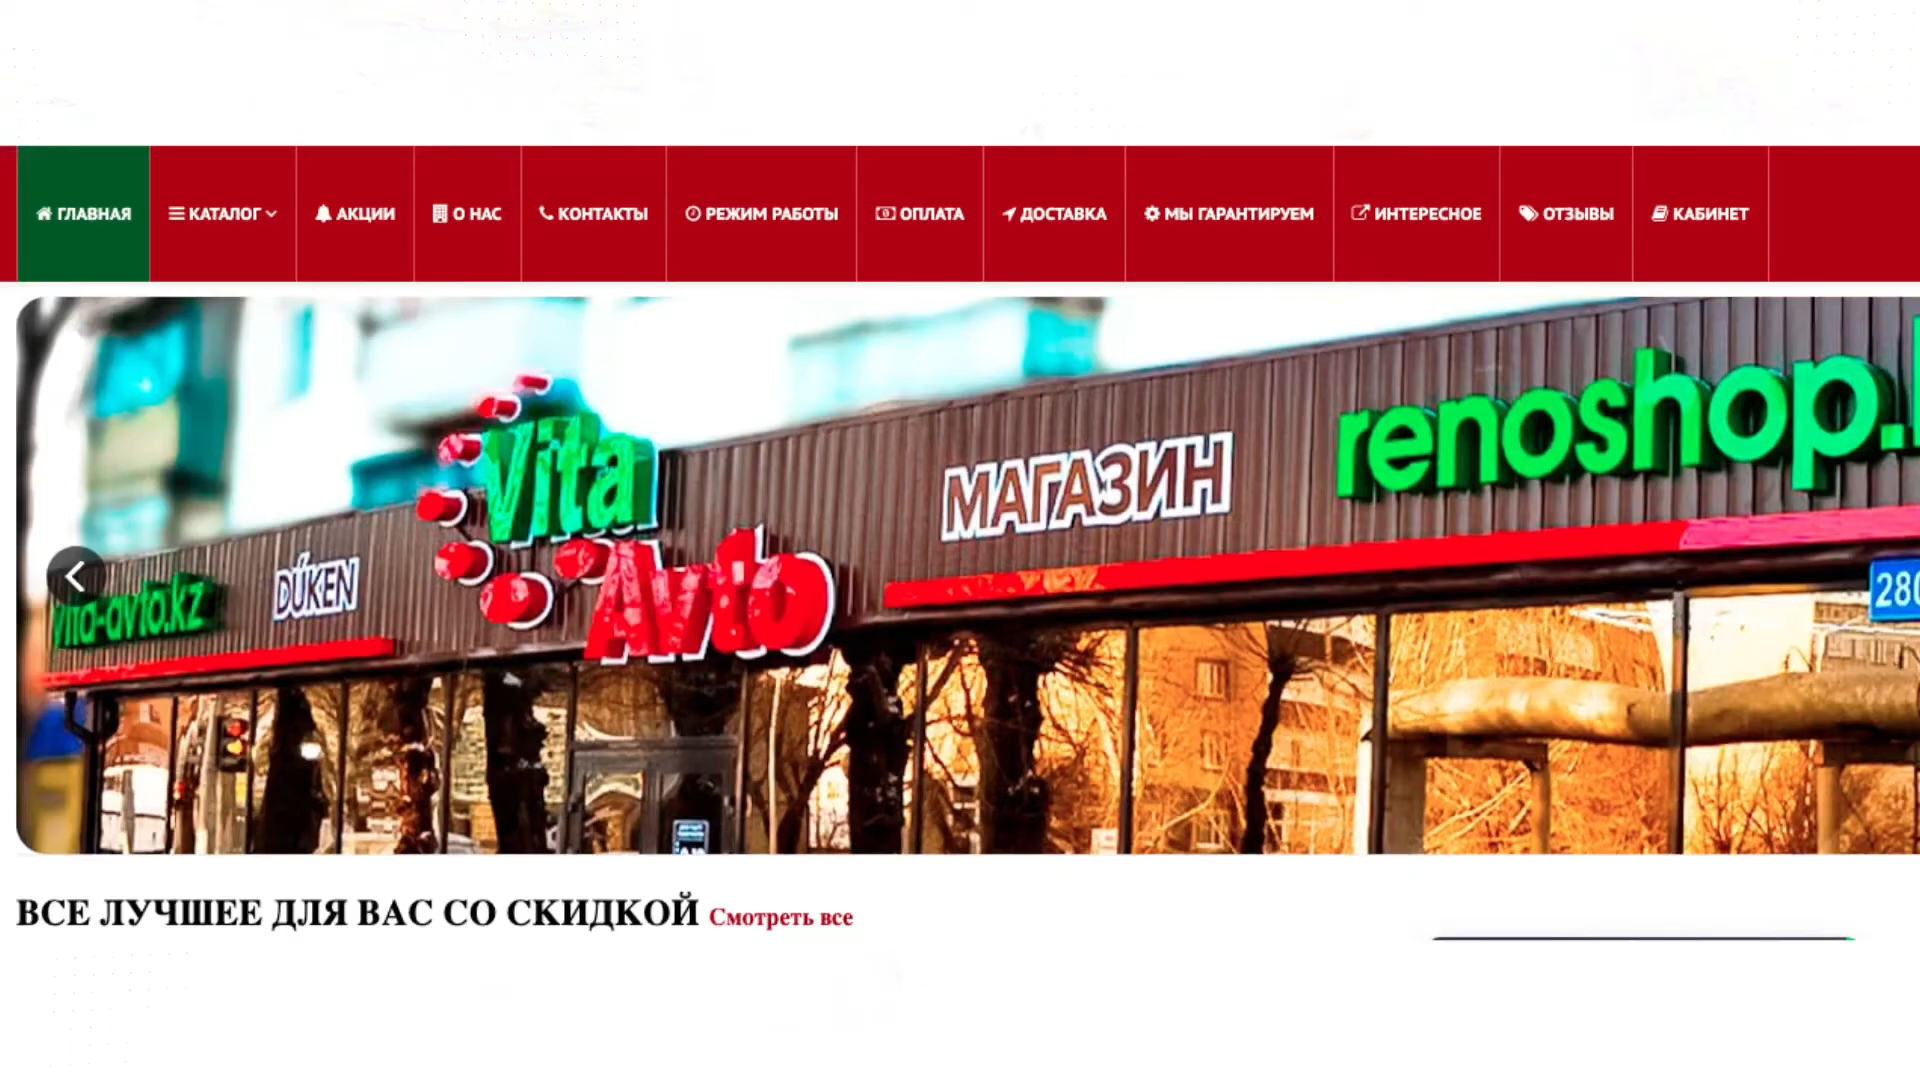 ГЛАВНАЯ КАТАЛОГ АКЦИИ О НАС КОНТАКТЫ РЕЖИМ РАБОТЫ ОПЛАТА ДОСТАВКА МЫ ГАРАНТИРУЕМ ИНТЕРЕСНОЕ ОТЗЫВЫ КАБИНЕТ
Vita
Avto
vita-avto.kz
DÚKEN
МАГАЗИН
renoshop.
280
ВСЕ ЛУЧШЕЕ ДЛЯ ВАС СО СКИДКОЙ Смотреть все